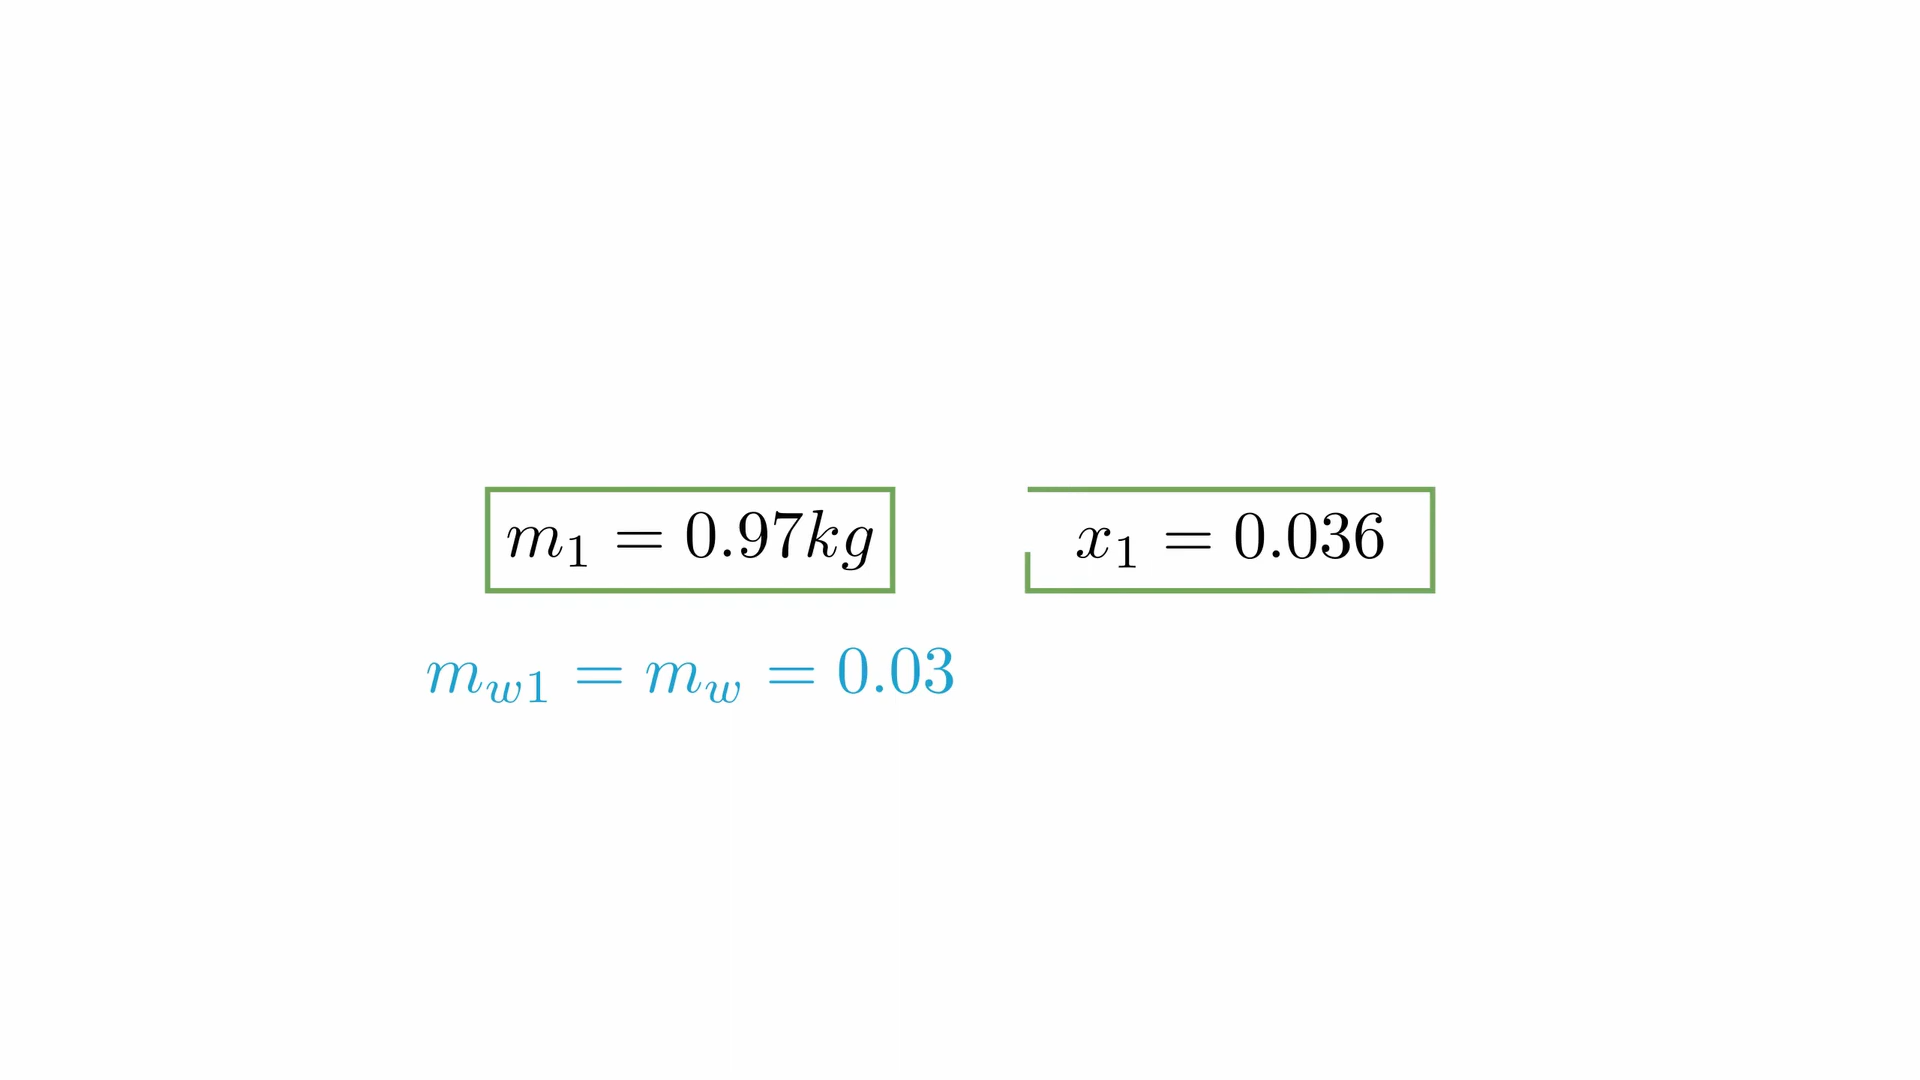 m₁ = 0.97kg
x₁ = 0.036
m_w1 = m_w = 0.03